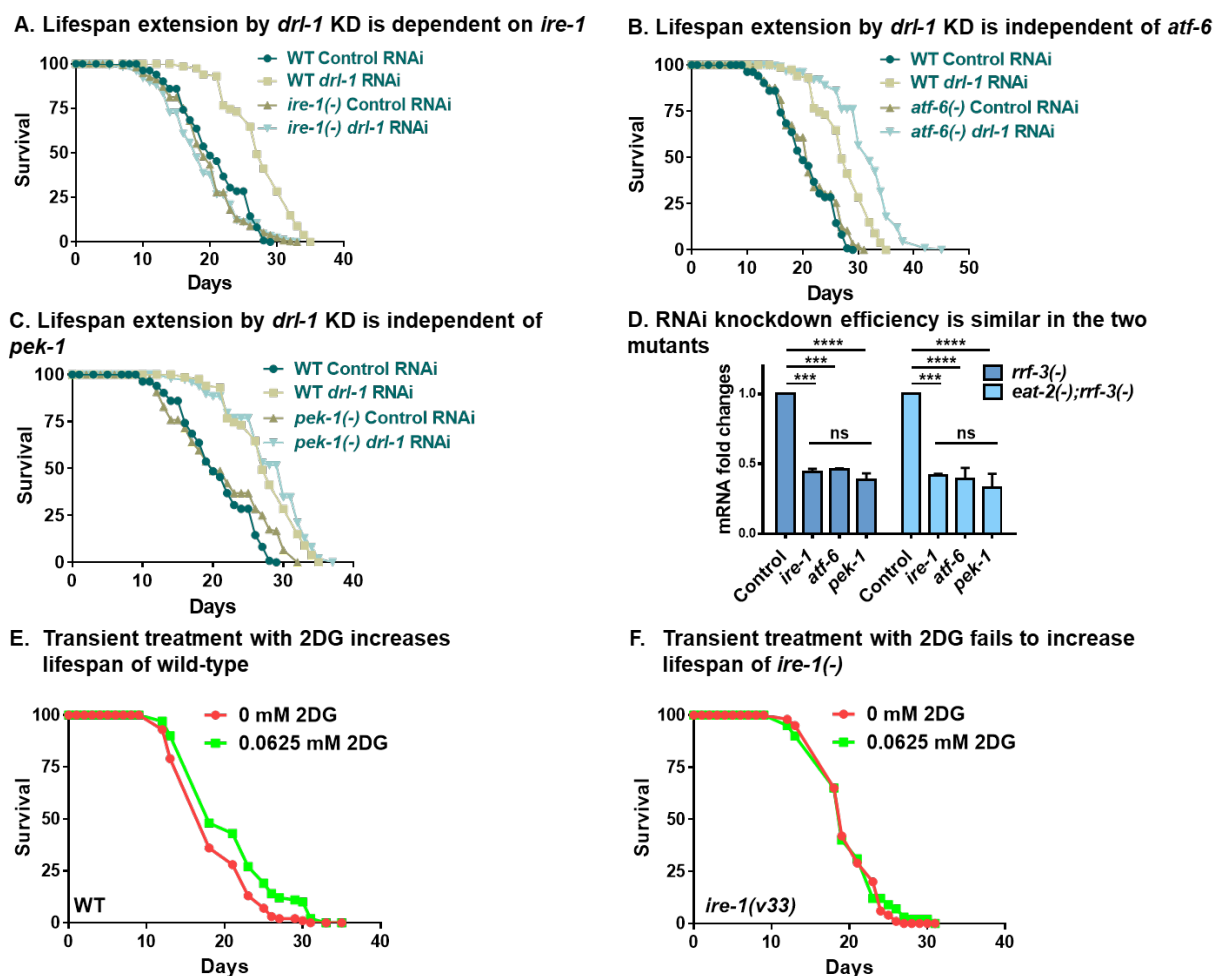 A. Lifespan extension by drl-1 KD is dependent on ire-1
WT Control RNAi
WT drl-1 RNAi
ire-1(-) Control RNAi
ire-1(-) drl-1 RNAi
Survival
100
75
50
25
0
0 10 20 30 40
Days
B. Lifespan extension by drl-1 KD is independent of atf-6
WT Control RNAi
WT drl-1 RNAi
atf-6(-) Control RNAi
atf-6(-) drl-1 RNAi
Survival
100
75
50
25
0
0 10 20 30 40 50
Days
C. Lifespan extension by drl-1 KD is independent of
pek-1
WT Control RNAi
WT drl-1 RNAi
pek-1(-) Control RNAi
pek-1(-) drl-1 RNAi
Survival
100
75
50
25
0
0 10 20 30 40
Days
D. RNAi knockdown efficiency is similar in the two
mutants
**** ****
*** ****
*** ***
ns ns
rrf-3(-)
eat-2(-);rrf-3(-)
mRNA fold changes
1.0
0.5
0.0
Control ire-1 atf-6 pek-1 Control ire-1 atf-6 pek-1
E. Transient treatment with 2DG increases
lifespan of wild-type
0 mM 2DG
0.0625 mM 2DG
Survival
100
75
50
25
0
WT
0 10 20 30 40
Days
F. Transient treatment with 2DG fails to increase
lifespan of ire-1(-)
0 mM 2DG
0.0625 mM 2DG
Survival
100
75
50
25
0
ire-1(v33)
0 10 20 30 40
Days